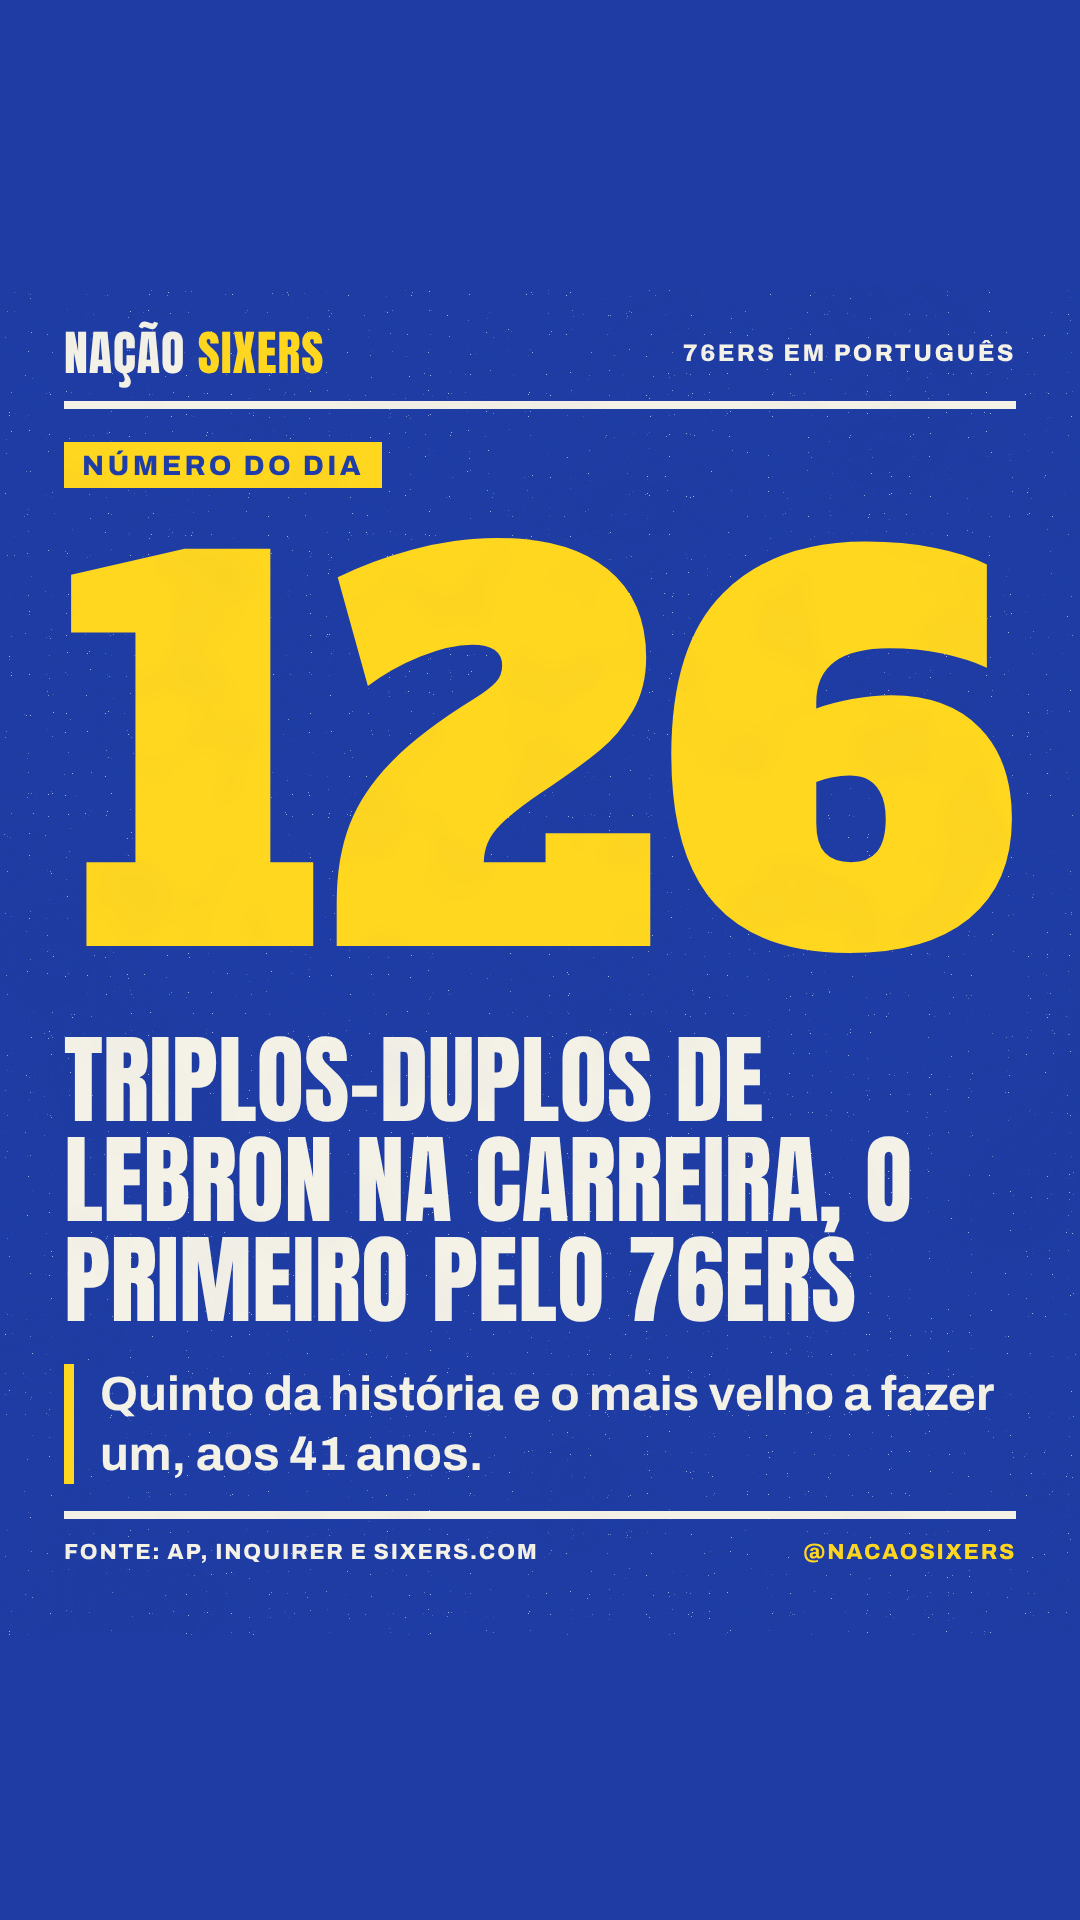 NAÇÃO SIXERS
76ERS EM PORTUGUÊS
NÚMERO DO DIA
126
TRIPLOS-DUPLOS DE
LEBRON NA CARREIRA, O
PRIMEIRO PELO 76ERS
Quinto da história e o mais velho a fazer
um, aos 41 anos.
FONTE: AP, INQUIRER E SIXERS.COM
@NACAOSIXERS